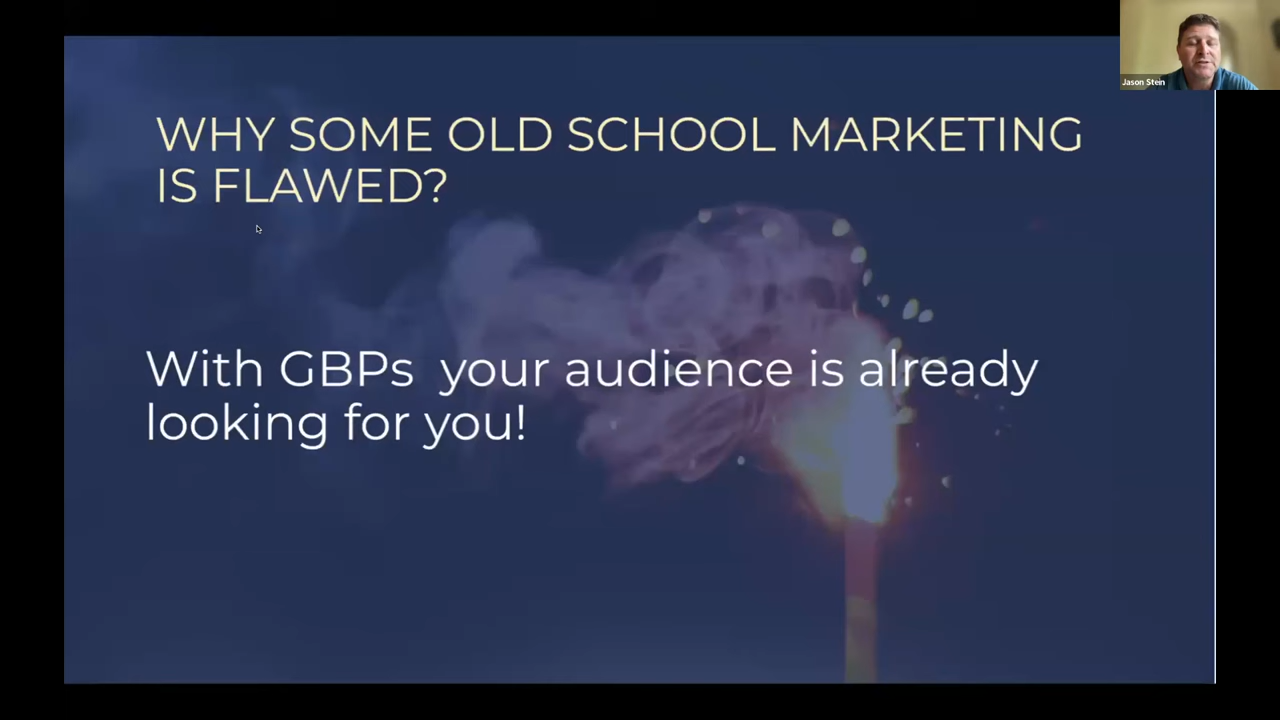 Jason Stein
WHY SOME OLD SCHOOL MARKETING
IS FLAWED?
With GBPs your audience is already
looking for you!